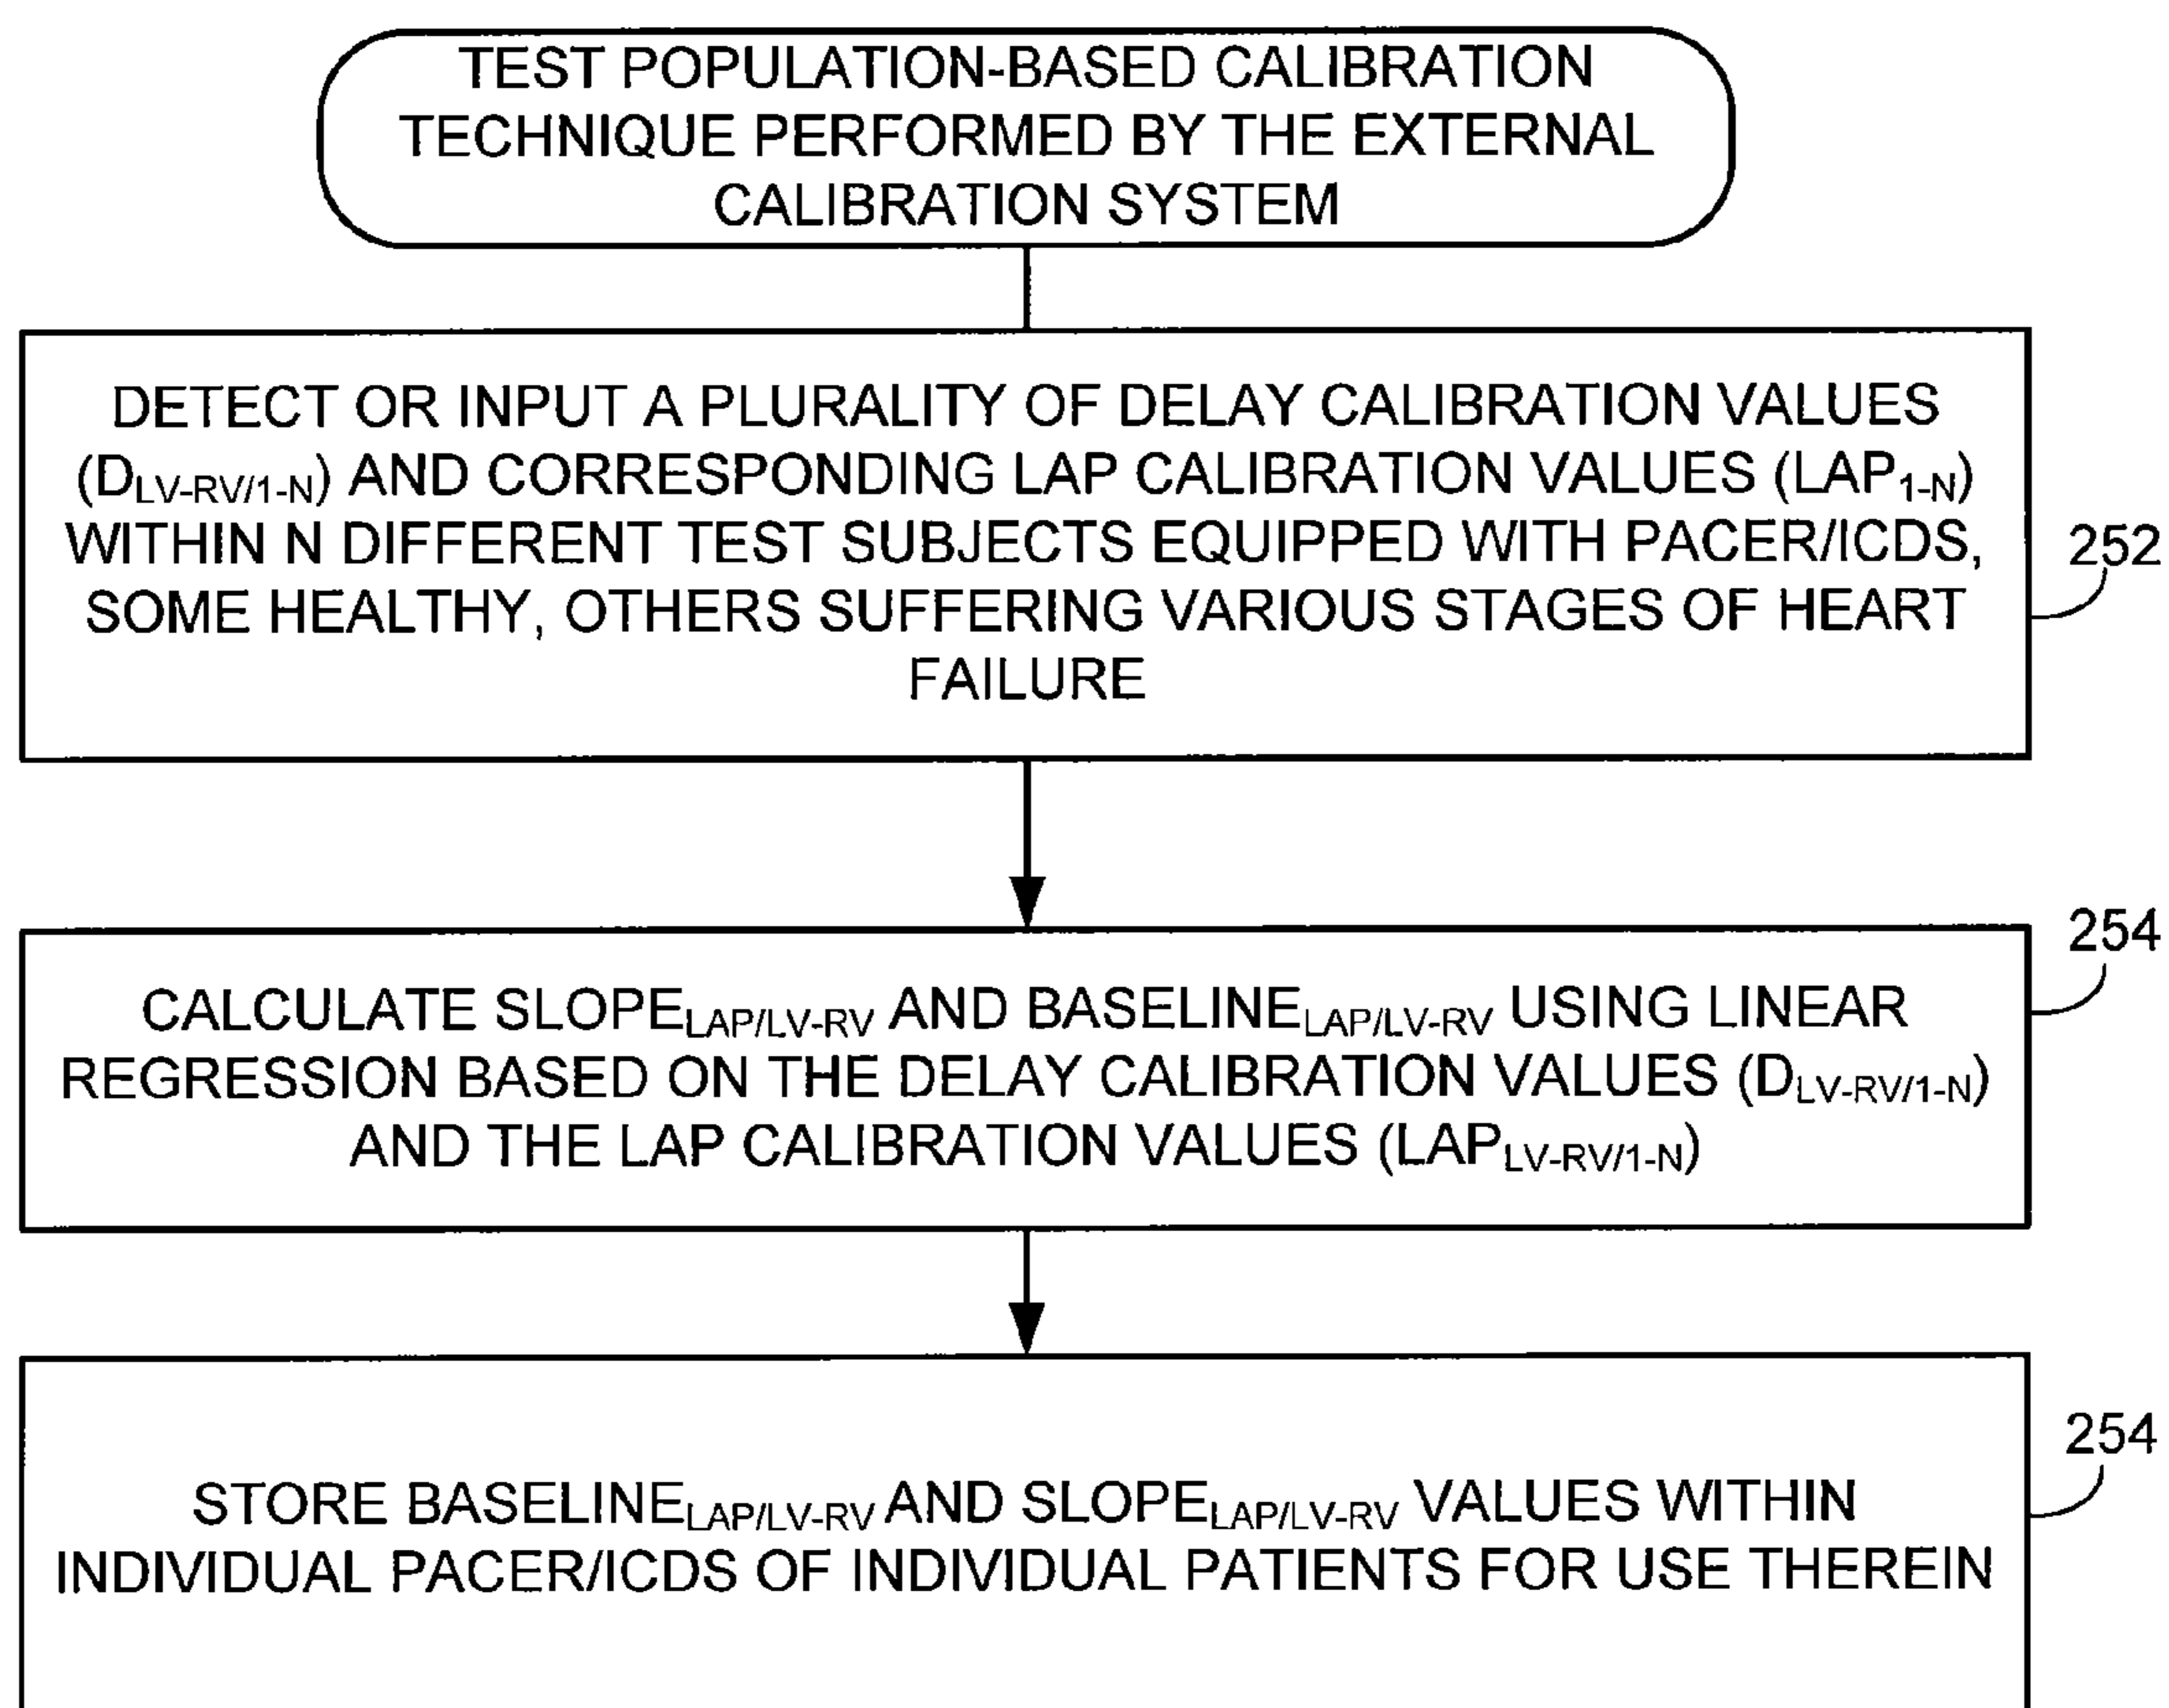 TEST POPULATION-BASED CALIBRATION
TECHNIQUE PERFORMED BY THE EXTERNAL
CALIBRATION SYSTEM
DETECT OR INPUT A PLURALITY OF DELAY CALIBRATION VALUES
(DLV-RV/1-N) AND CORRESPONDING LAP CALIBRATION VALUES (LAP1-N)
WITHIN N DIFFERENT TEST SUBJECTS EQUIPPED WITH PACER/ICDS,
SOME HEALTHY, OTHERS SUFFERING VARIOUS STAGES OF HEART
FAILURE
252
CALCULATE SLOPELAP/LV-RV AND BASELINELAP/LV-RV USING LINEAR
REGRESSION BASED ON THE DELAY CALIBRATION VALUES (DLV-RV/1-N)
AND THE LAP CALIBRATION VALUES (LAPLV-RV/1-N)
254
STORE BASELINELAP/LV-RV AND SLOPELAP/LV-RV VALUES WITHIN
INDIVIDUAL PACER/ICDS OF INDIVIDUAL PATIENTS FOR USE THEREIN
254